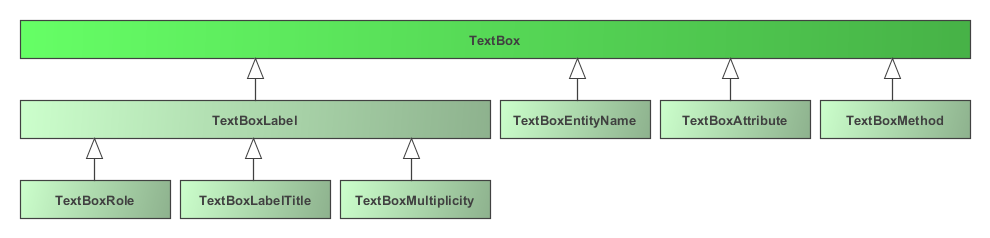 TextBox
TextBoxLabel
TextBoxEntityName
TextBoxAttribute
TextBoxMethod
TextBoxRole
TextBoxLabelTitle
TextBoxMultiplicity